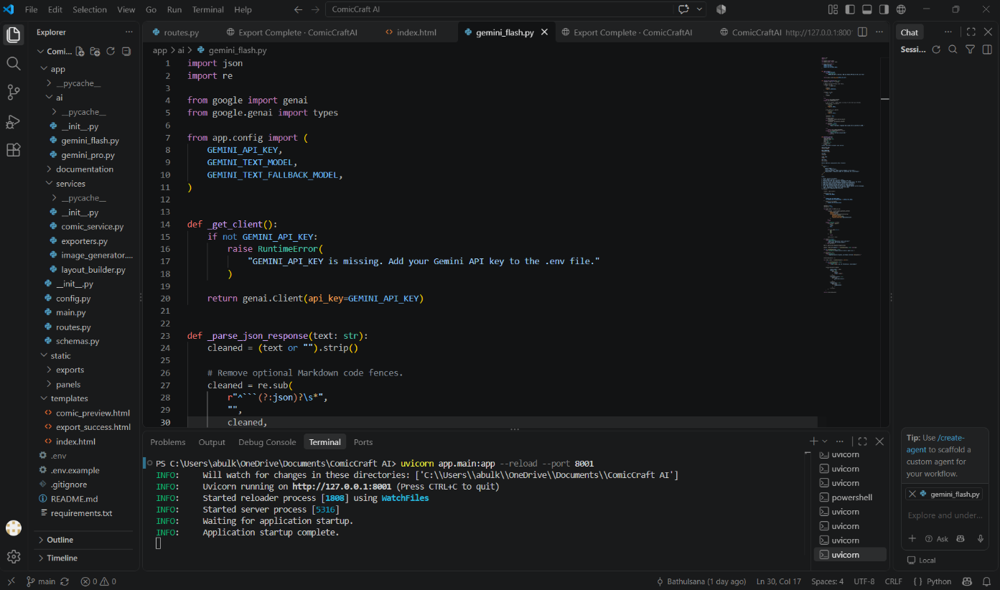 File Edit Selection View Go Run Terminal Help
ComicCraft AI
Explorer
Comi...
app
__pycache__
ai
__pycache__
__init__.py
gemini_flash.py
gemini_pro.py
documentation
services
__pycache__
__init__.py
comic_service.py
exporters.py
image_generator....
layout_builder.py
__init__.py
config.py
main.py
routes.py
schemas.py
static
exports
panels
templates
comic_preview.html
export_success.html
index.html
.env
.env.example
.gitignore
README.md
requirements.txt
Outline
Timeline
routes.py Export Complete · ComicCraftAI index.html gemini_flash.py Export Complete · ComicCraftAI ComicCraftAI http://127.0.0.1:8001
app > ai > gemini_flash.py
1 import json
2 import re
3
4 from google import genai
5 from google.genai import types
6
7 from app.config import (
8 GEMINI_API_KEY,
9 GEMINI_TEXT_MODEL,
10 GEMINI_TEXT_FALLBACK_MODEL,
11 )
12
13
14 def _get_client():
15 if not GEMINI_API_KEY:
16 raise RuntimeError(
17 "GEMINI_API_KEY is missing. Add your Gemini API key to the .env file."
18 )
19
20 return genai.Client(api_key=GEMINI_API_KEY)
21
22
23 def _parse_json_response(text: str):
24 cleaned = (text or "").strip()
25
26 # Remove optional Markdown code fences.
27 cleaned = re.sub(
28 r"^```(?:json)?\s*",
29 "",
30 cleaned,
Problems Output Debug Console Terminal Ports
PS C:\Users\abulk\OneDrive\Documents\ComicCraft AI> uvicorn app.main:app --reload --port 8001
INFO: Will watch for changes in these directories: ['C:\\Users\\abulk\\OneDrive\\Documents\\ComicCraft AI']
INFO: Uvicorn running on http://127.0.0.1:8001 (Press CTRL+C to quit)
INFO: Started reloader process [1808] using WatchFiles
INFO: Started server process [5316]
INFO: Waiting for application startup.
INFO: Application startup complete.
uvicorn
uvicorn
uvicorn
powershell
uvicorn
uvicorn
uvicorn
uvicorn
Chat
Sessi...
Tip: Use /create-
agent to scaffold a
custom agent for
your workflow.
gemini_flash.py
Explore and under...
Ask
Local
main 0 0 Bathulsana (1 day ago) Ln 30, Col 17 Spaces: 4 UTF-8 CRLF { } Python